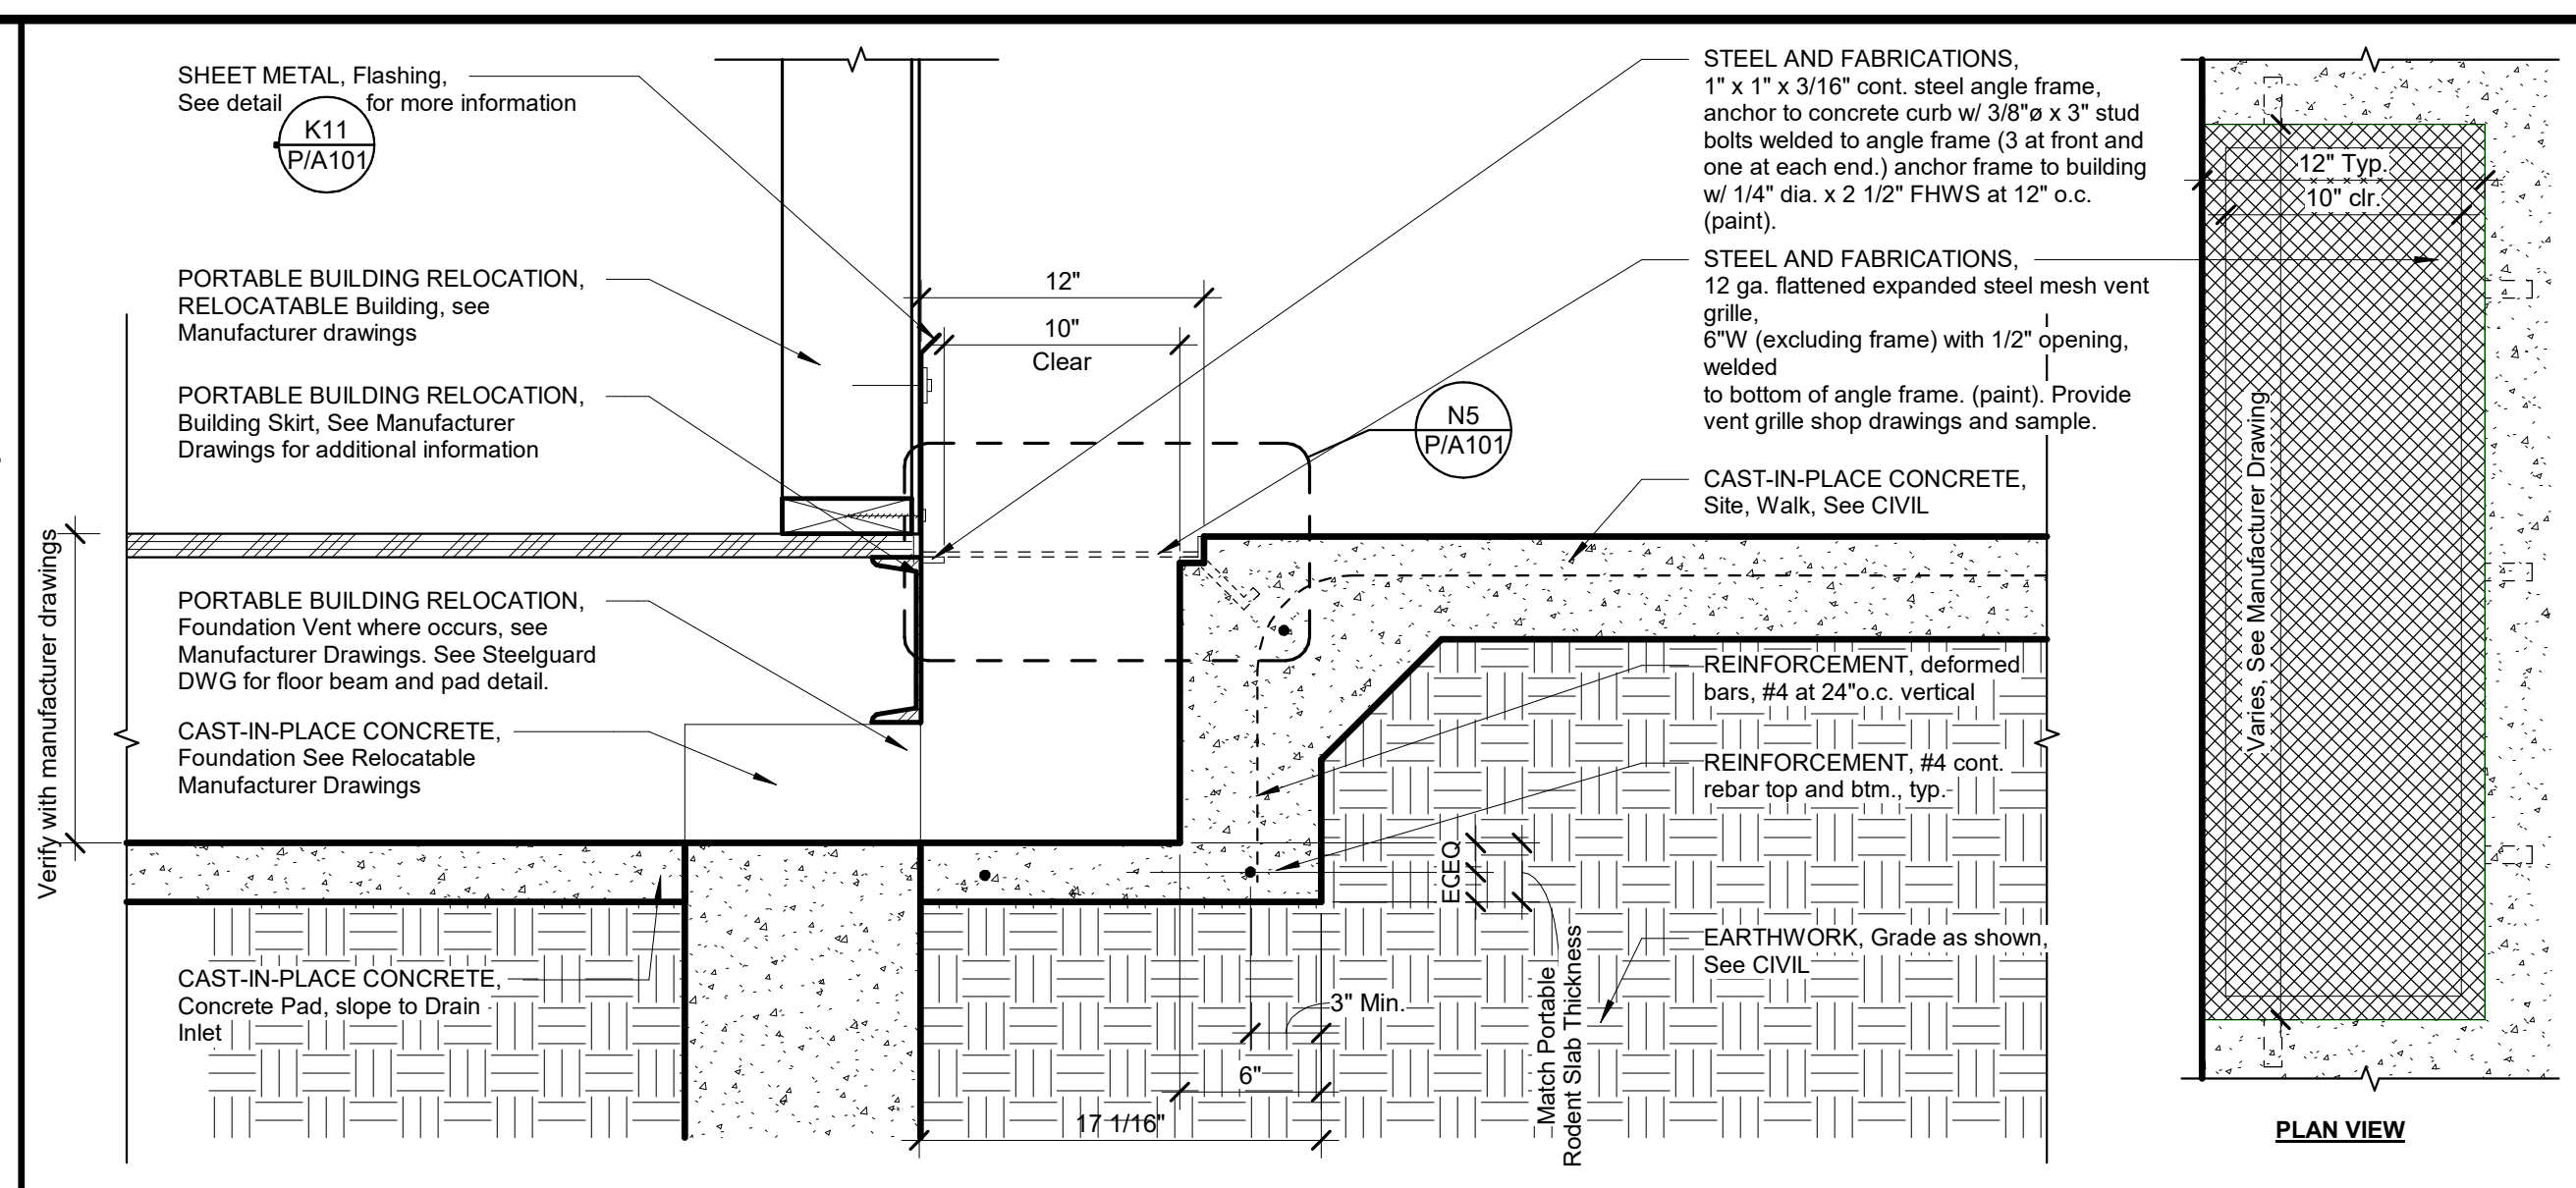 SHEET METAL, Flashing,
See detail for more information
K11
P/A101
PORTABLE BUILDING RELOCATION,
RELOCATABLE Building, see
Manufacturer drawings
PORTABLE BUILDING RELOCATION,
Building Skirt, See Manufacturer
Drawings for additional information
Verify with manufacturer drawings
PORTABLE BUILDING RELOCATION,
Foundation Vent where occurs, see
Manufacturer Drawings. See Steelguard
DWG for floor beam and pad detail.
CAST-IN-PLACE CONCRETE,
Foundation See Relocatable
Manufacturer Drawings
CAST-IN-PLACE CONCRETE,
Concrete Pad, slope to Drain
Inlet
12"
10"
Clear
N5
P/A101
STEEL AND FABRICATIONS,
1" x 1" x 3/16" cont. steel angle frame,
anchor to concrete curb w/ 3/8"ø x 3" stud
bolts welded to angle frame (3 at front and
one at each end.) anchor frame to building
w/ 1/4" dia. x 2 1/2" FHWS at 12" o.c.
(paint).
STEEL AND FABRICATIONS,
12 ga. flattened expanded steel mesh vent
grille,
6"W (excluding frame) with 1/2" opening,
welded
to bottom of angle frame. (paint). Provide
vent grille shop drawings and sample.
CAST-IN-PLACE CONCRETE,
Site, Walk, See CIVIL
REINFORCEMENT, deformed
bars, #4 at 24"o.c. vertical
REINFORCEMENT, #4 cont.
rebar top and btm., typ.
EQ
EQ
Match Portable
Rodent Slab Thickness
EARTHWORK, Grade as shown,
See CIVIL
3" Min.
6"
17 1/16"
12" Typ.
10" clr.
Varies, See Manufacturer Drawing
PLAN VIEW